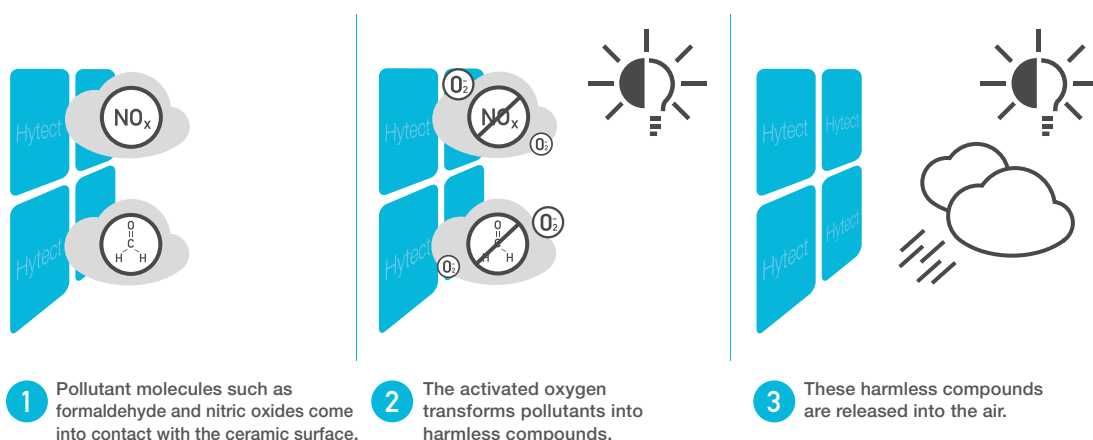 Hytect
NOx
Hytect
O
C
H H
1
Pollutant molecules such as
formaldehyde and nitric oxides come
into contact with the ceramic surface.
Hytect
O₂⁻
NOx
O₂⁻
Hytect
O
C
H H
O₂⁻
O₂⁻
2
The activated oxygen
transforms pollutants into
harmless compounds.
Hytect
Hytect
Hytect
Hytect
3
These harmless compounds
are released into the air.